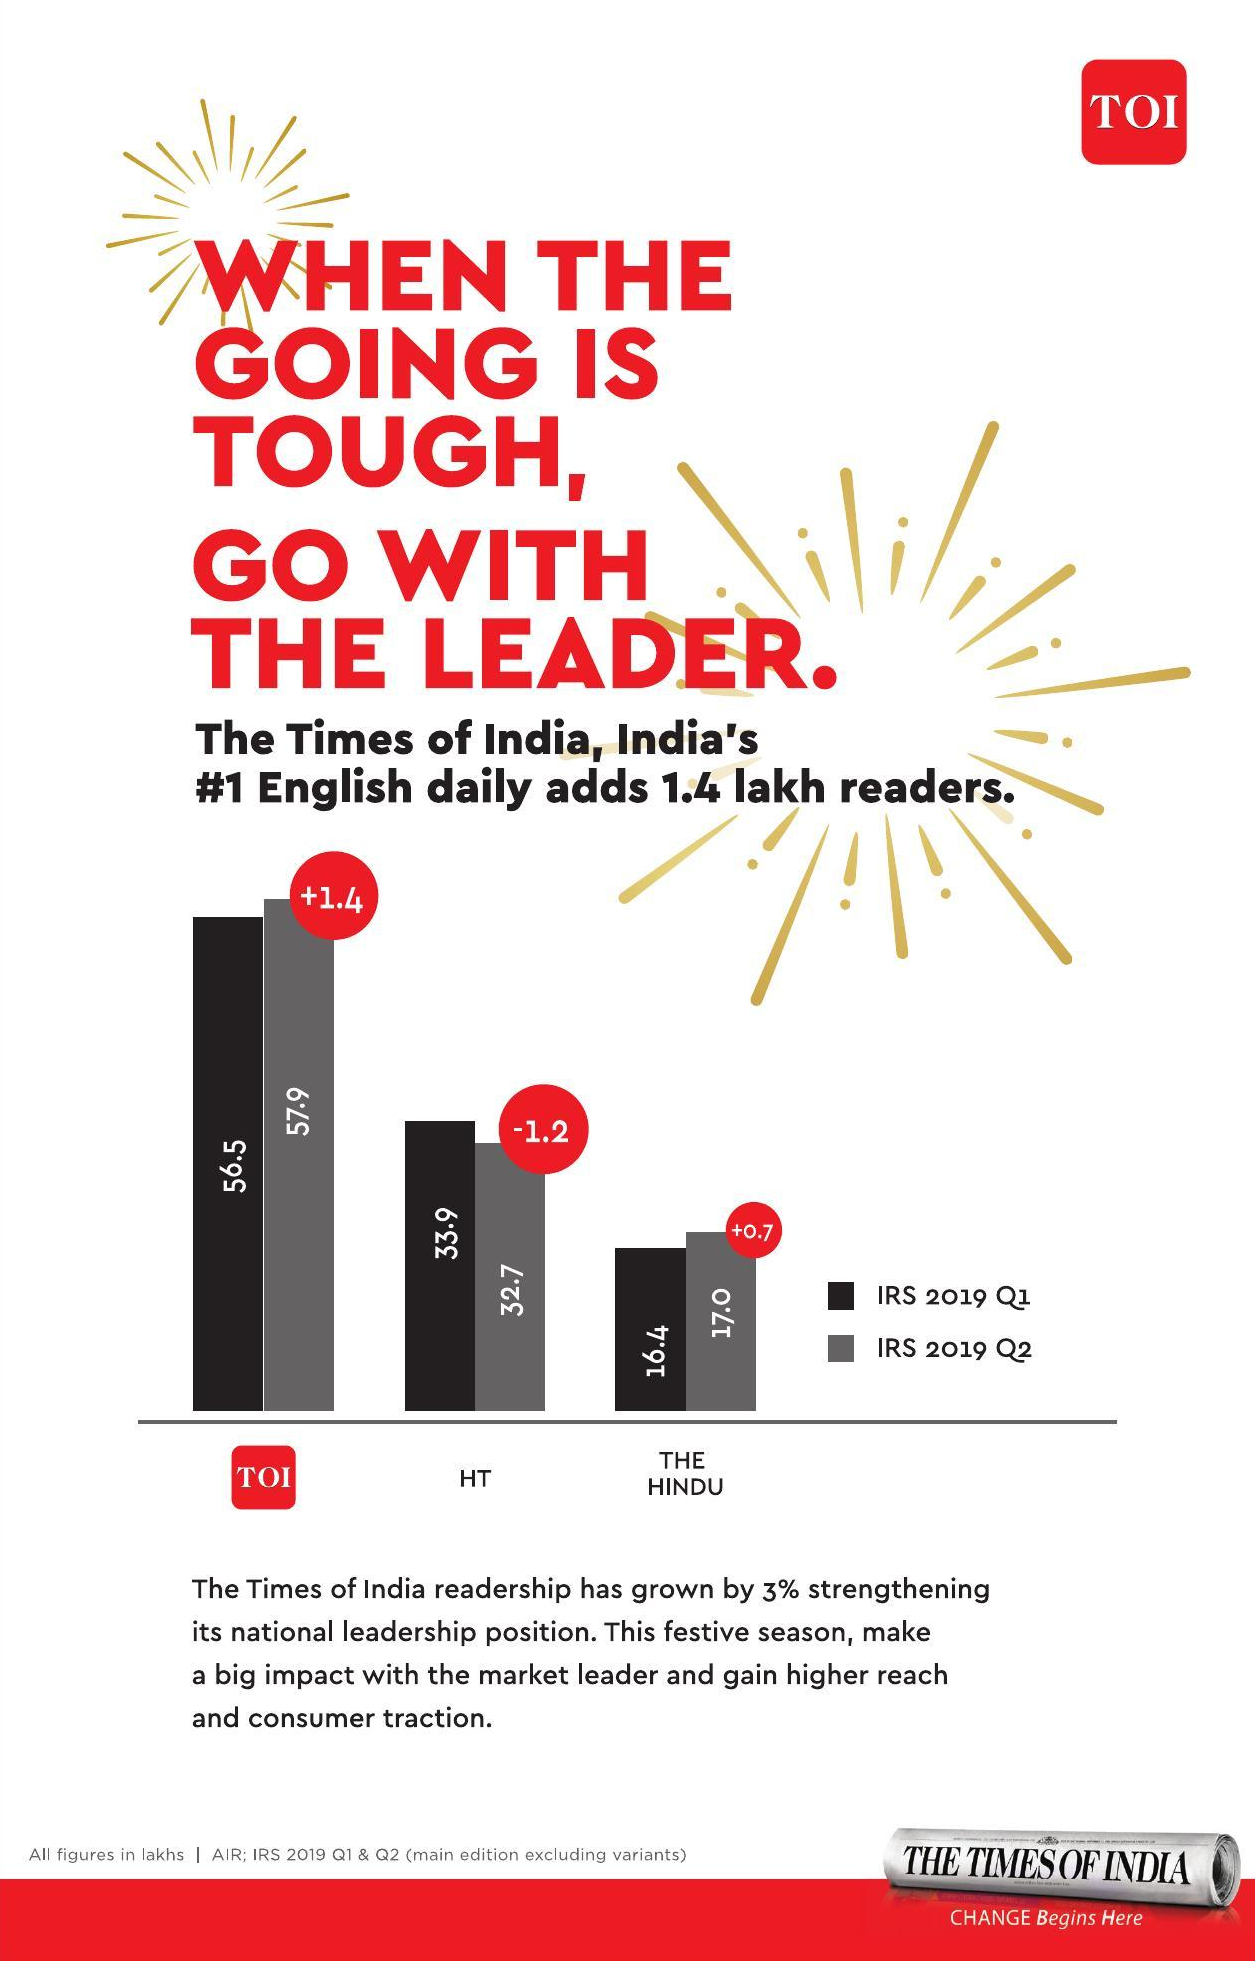 TOI
WHEN THE
GOING IS
TOUGH,
GO WITH
THE LEADER.
The Times of India, India's
#1 English daily adds 1.4 lakh readers.
+1.4
56.5
57.9
-1.2
33.9
32.7
+0.7
16.4
17.0
IRS 2019 Q1
IRS 2019 Q2
TOI
HT
THE
HINDU
The Times of India readership has grown by 3% strengthening
its national leadership position. This festive season, make
a big impact with the market leader and gain higher reach
and consumer traction.
All figures in lakhs | AIR; IRS 2019 Q1 & Q2 (main edition excluding variants)
THE TIMES OF INDIA
CHANGE Begins Here